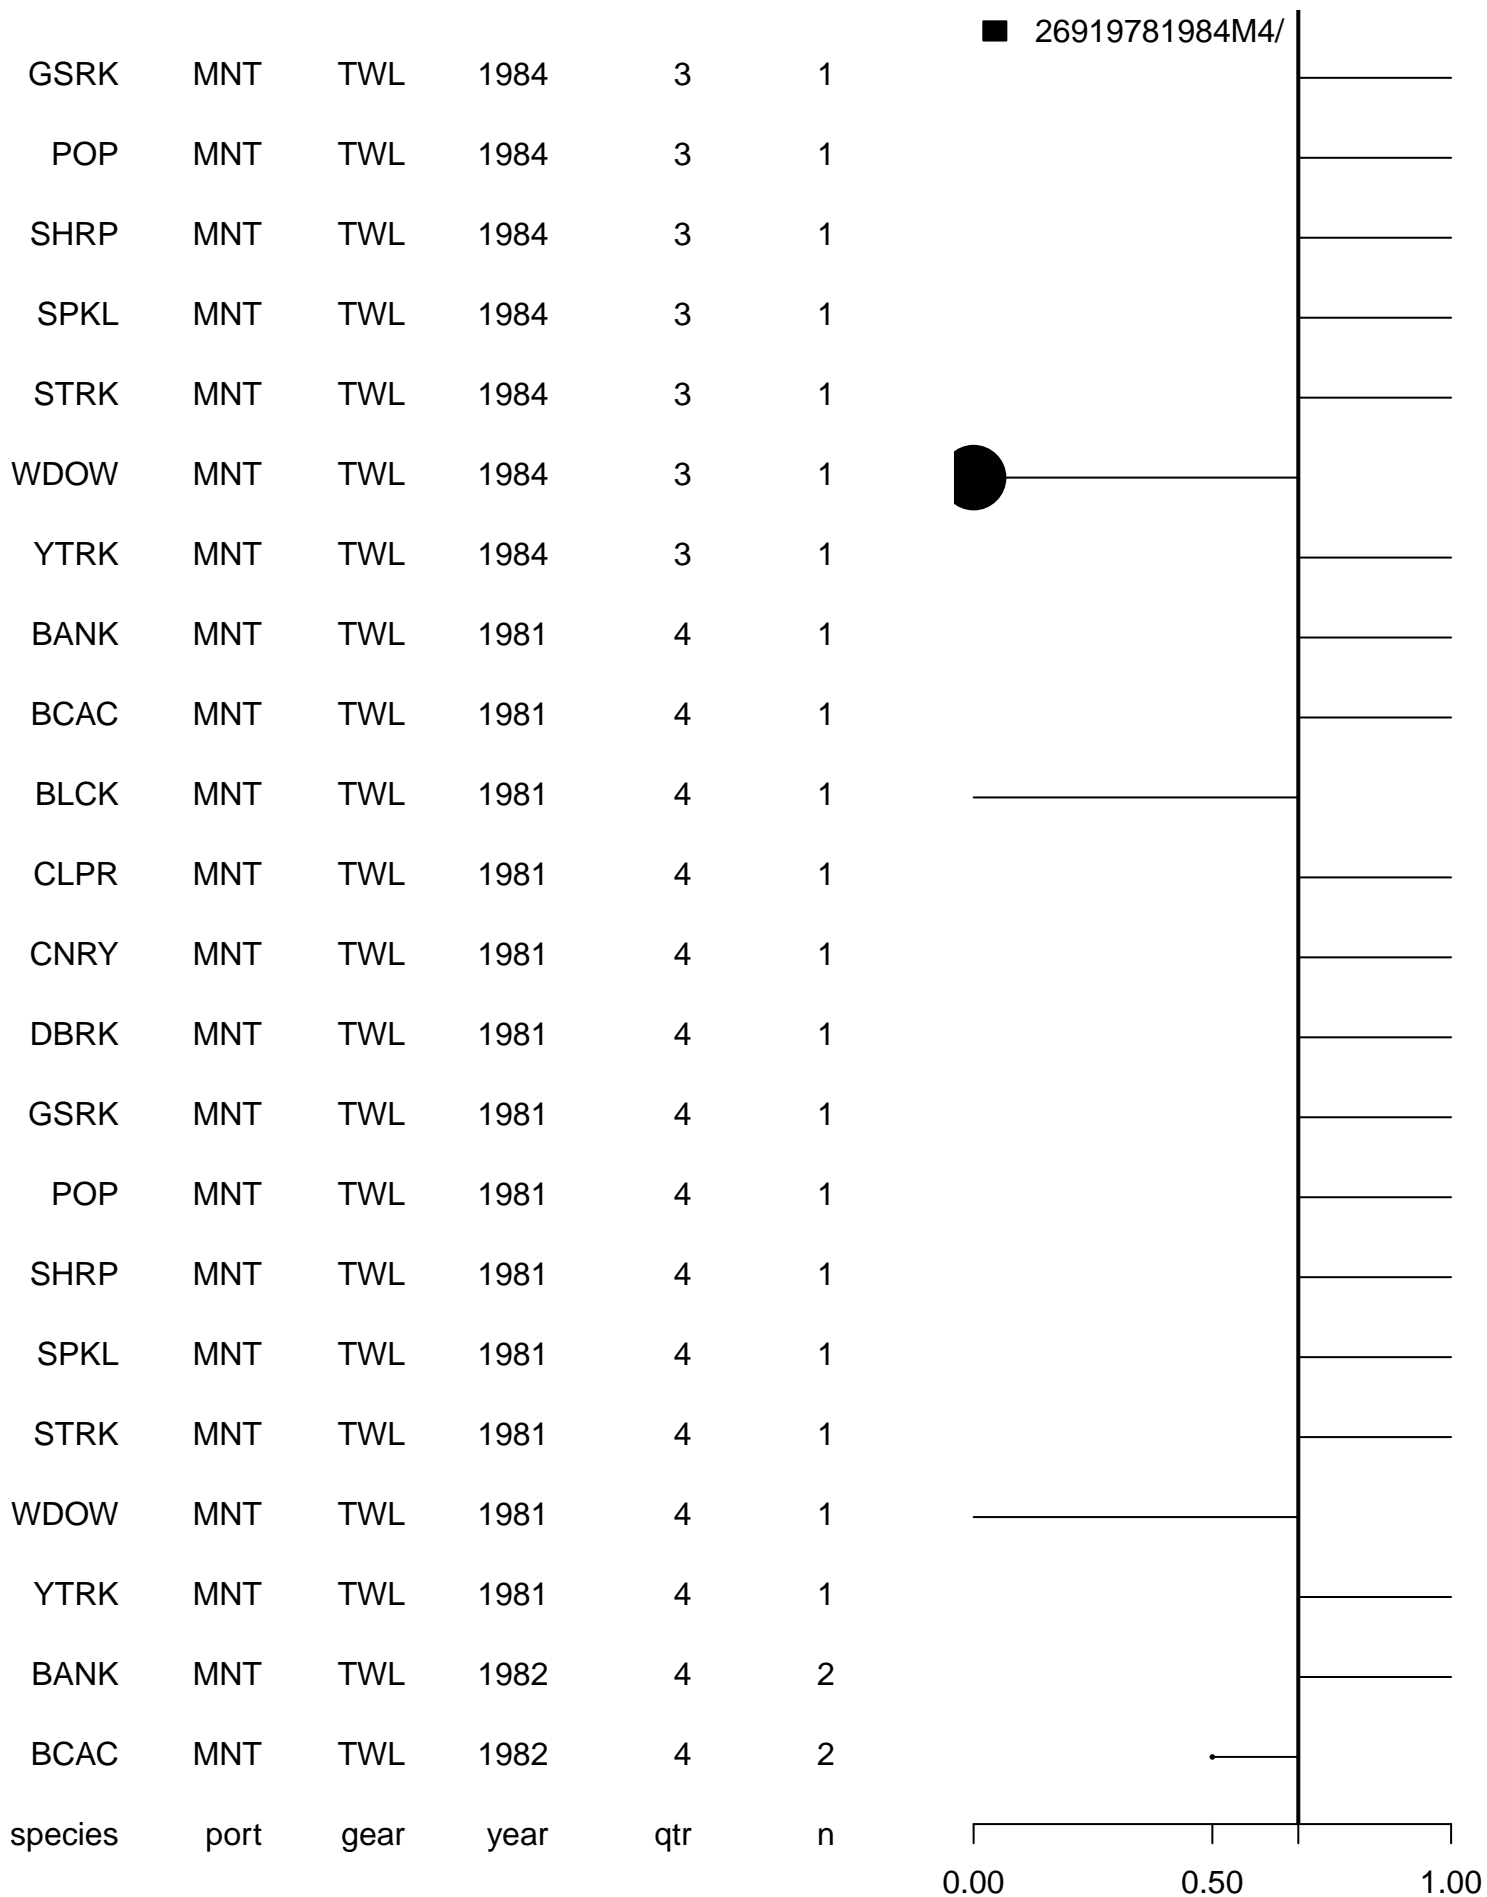 26919781984M4/
GSRK MNT TWL 1984 3 1
POP MNT TWL 1984 3 1
SHRP MNT TWL 1984 3 1
SPKL MNT TWL 1984 3 1
STRK MNT TWL 1984 3 1
WDOW MNT TWL 1984 3 1
YTRK MNT TWL 1984 3 1
BANK MNT TWL 1981 4 1
BCAC MNT TWL 1981 4 1
BLCK MNT TWL 1981 4 1
CLPR MNT TWL 1981 4 1
CNRY MNT TWL 1981 4 1
DBRK MNT TWL 1981 4 1
GSRK MNT TWL 1981 4 1
POP MNT TWL 1981 4 1
SHRP MNT TWL 1981 4 1
SPKL MNT TWL 1981 4 1
STRK MNT TWL 1981 4 1
WDOW MNT TWL 1981 4 1
YTRK MNT TWL 1981 4 1
BANK MNT TWL 1982 4 2
BCAC MNT TWL 1982 4 2
species port gear year qtr n
0.00 0.50 1.00